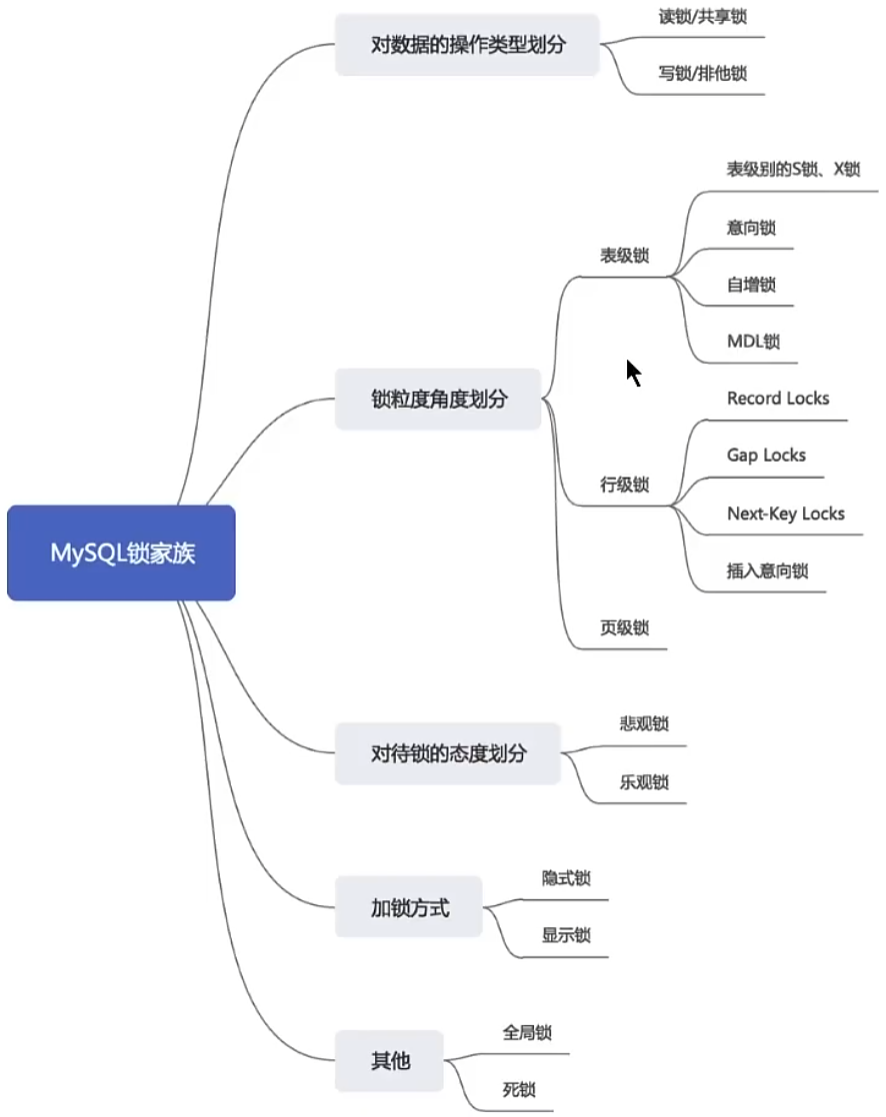 对数据的操作类型划分
读锁/共享锁
写锁/排他锁
锁粒度角度划分
表级锁
表级别的S锁、X锁
意向锁
自增锁
MDL锁
行级锁
Record Locks
Gap Locks
Next-Key Locks
插入意向锁
页级锁
MySQL锁家族
对待锁的态度划分
悲观锁
乐观锁
加锁方式
隐式锁
显示锁
其他
全局锁
死锁